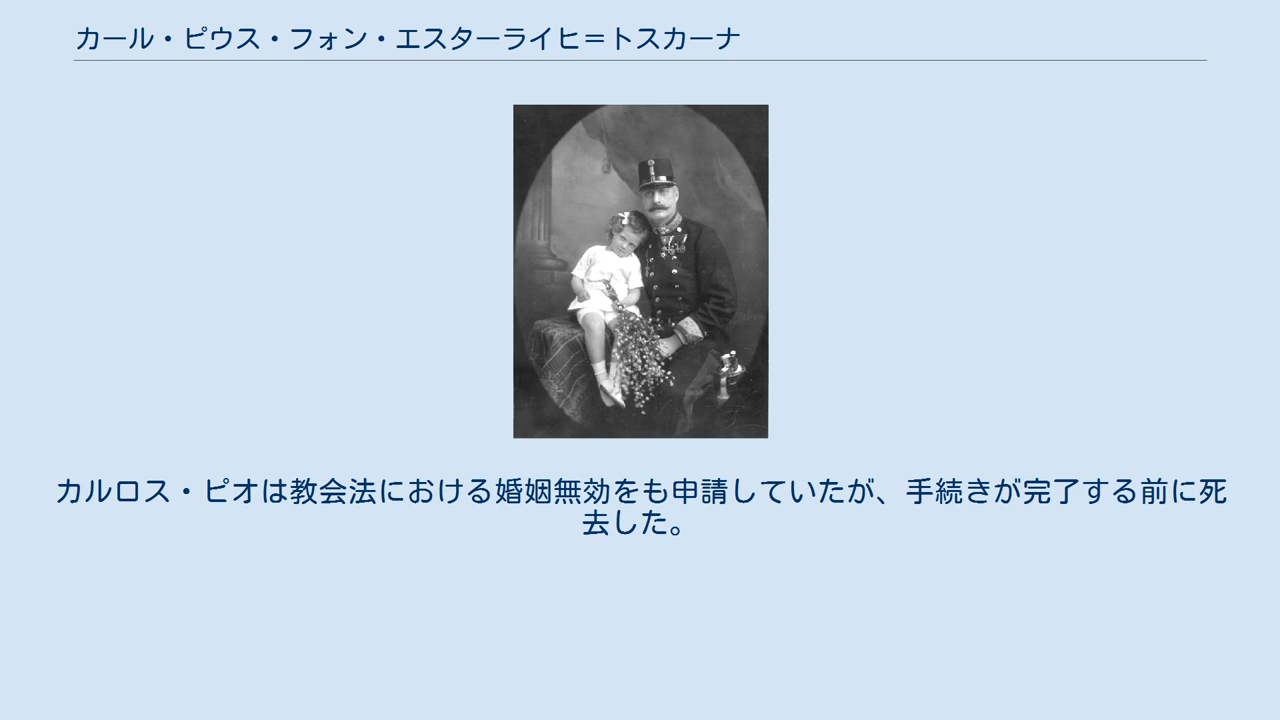 カール・ピウス・フォン・エスターライヒ＝トスカーナ
カルロス・ピオは教会法における婚姻無効をも申請していたが、手続きが完了する前に死
去した。